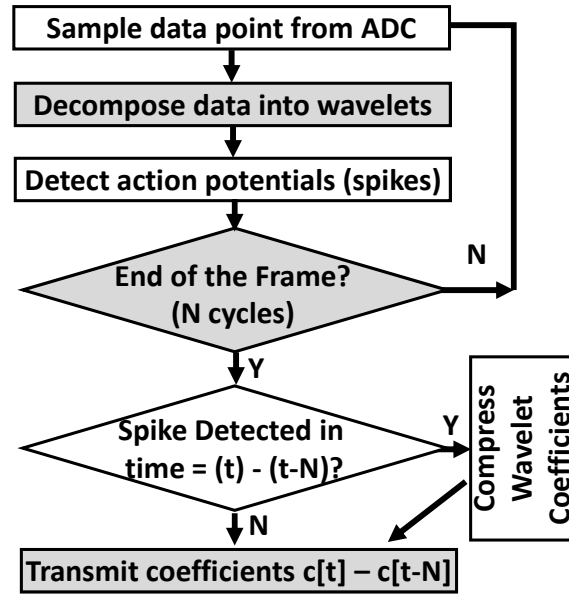 Sample data point from ADC
Decompose data into wavelets
Detect action potentials (spikes)
End of the Frame?
(N cycles)
N
Y
Spike Detected in
time = (t) - (t-N)?
Y
Compress
Wavelet
Coefficients
N
Transmit coefficients c[t] – c[t-N]